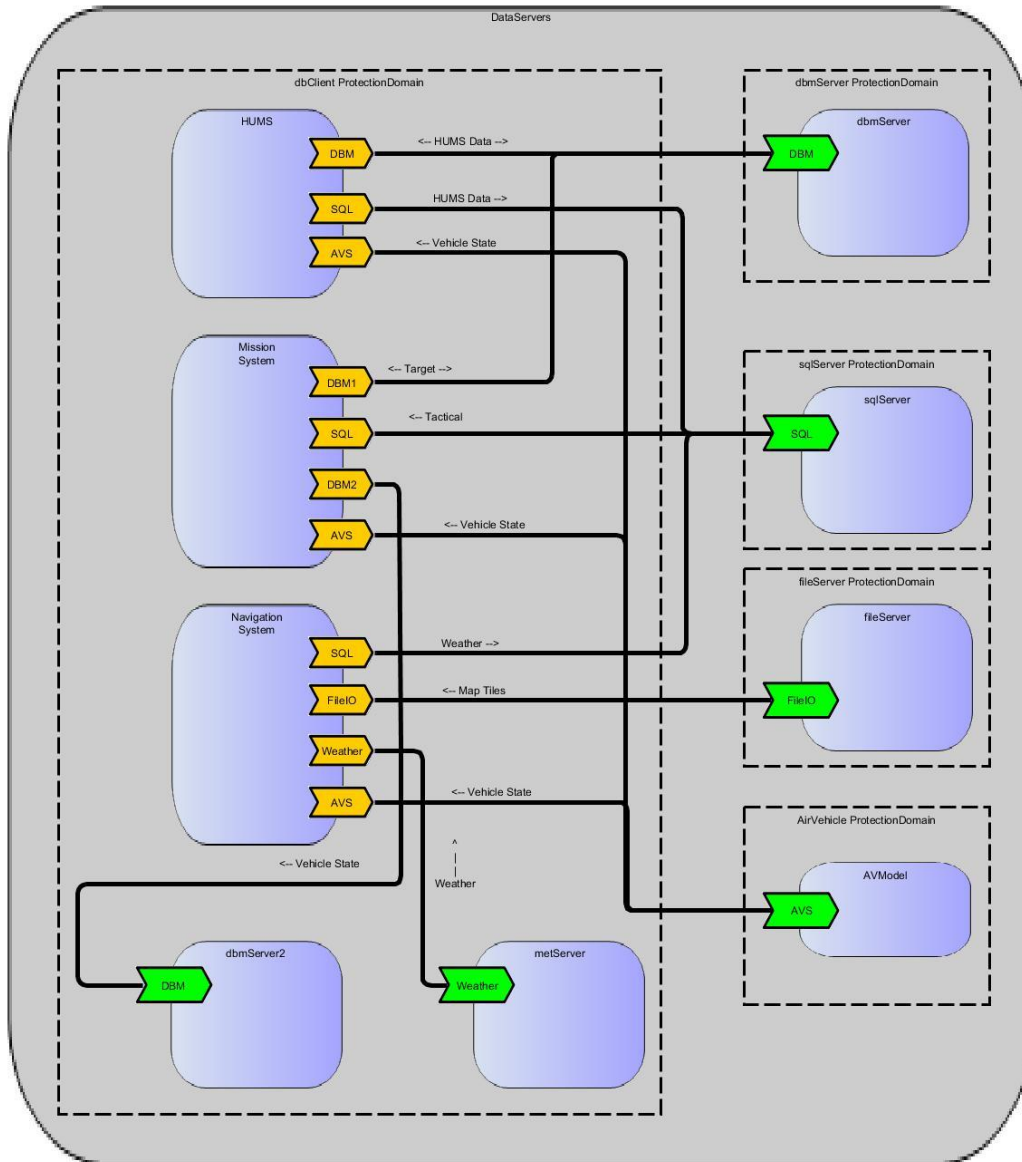 DataServers
dbClient ProtectionDomain
dbmServer ProtectionDomain
HUMS
dbmServer
DBM
<-- HUMS Data -->
DBM
SQL
HUMS Data -->
AVS
<-- Vehicle State
Mission
System
sqlServer ProtectionDomain
DBM1
<-- Target -->
sqlServer
SQL
<-- Tactical
SQL
DBM2
AVS
<-- Vehicle State
fileServer ProtectionDomain
Navigation
System
fileServer
SQL
Weather -->
FileIO
<-- Map Tiles
FileIO
Weather
AVS
<-- Vehicle State
AirVehicle ProtectionDomain
<-- Vehicle State
^
|
|
Weather
AVModel
AVS
dbmServer2
metServer
DBM
Weather